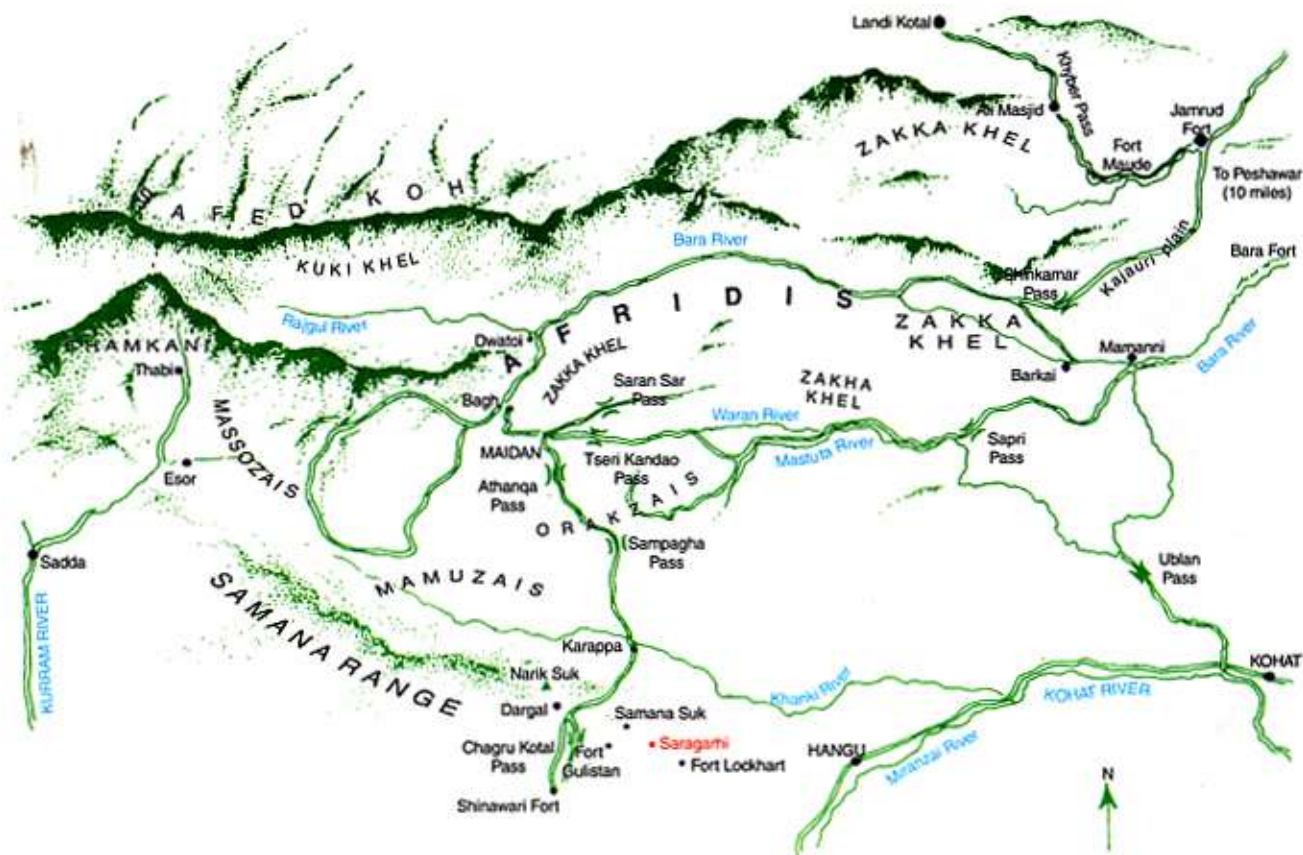 Landi Kotal
Khyber Pass
Ali Masjid
Jamrud
Fort
ZAKKA KHEL
Fort
Maude
To Peshawar
(10 miles)
SAFED KOH
Bara River
Bara Fort
KUKI KHEL
Shinkamar
Pass
Kajauri plain
AFRIDIS
Rajgul River
ZAKKA
KHEL
Dwatoi
CHAMKANI
Thabi
ZAKKA KHEL
Mamanni
Bara River
Saran Sar
Pass
ZAKHA
KHEL
Barkai
Bagh
MASSOZAIS
Waran River
MAIDAN
Tseri Kandao
Pass
Mastuta River
Sapri
Pass
Esor
Athanqa
Pass
ORAKZAIS
Sampagha
Pass
Sadda
Ublan
Pass
MAMUZAIS
SAMANA RANGE
KURRAM RIVER
Karappa
KOHAT
Narik Suk
Khanki River
KOHAT RIVER
Dargal
Samana Suk
Chagru Kotal
Pass
Fort
Gulistan
Saragarhi
HANGU
Fort Lockhart
Miranzai River
Shinawari Fort
N